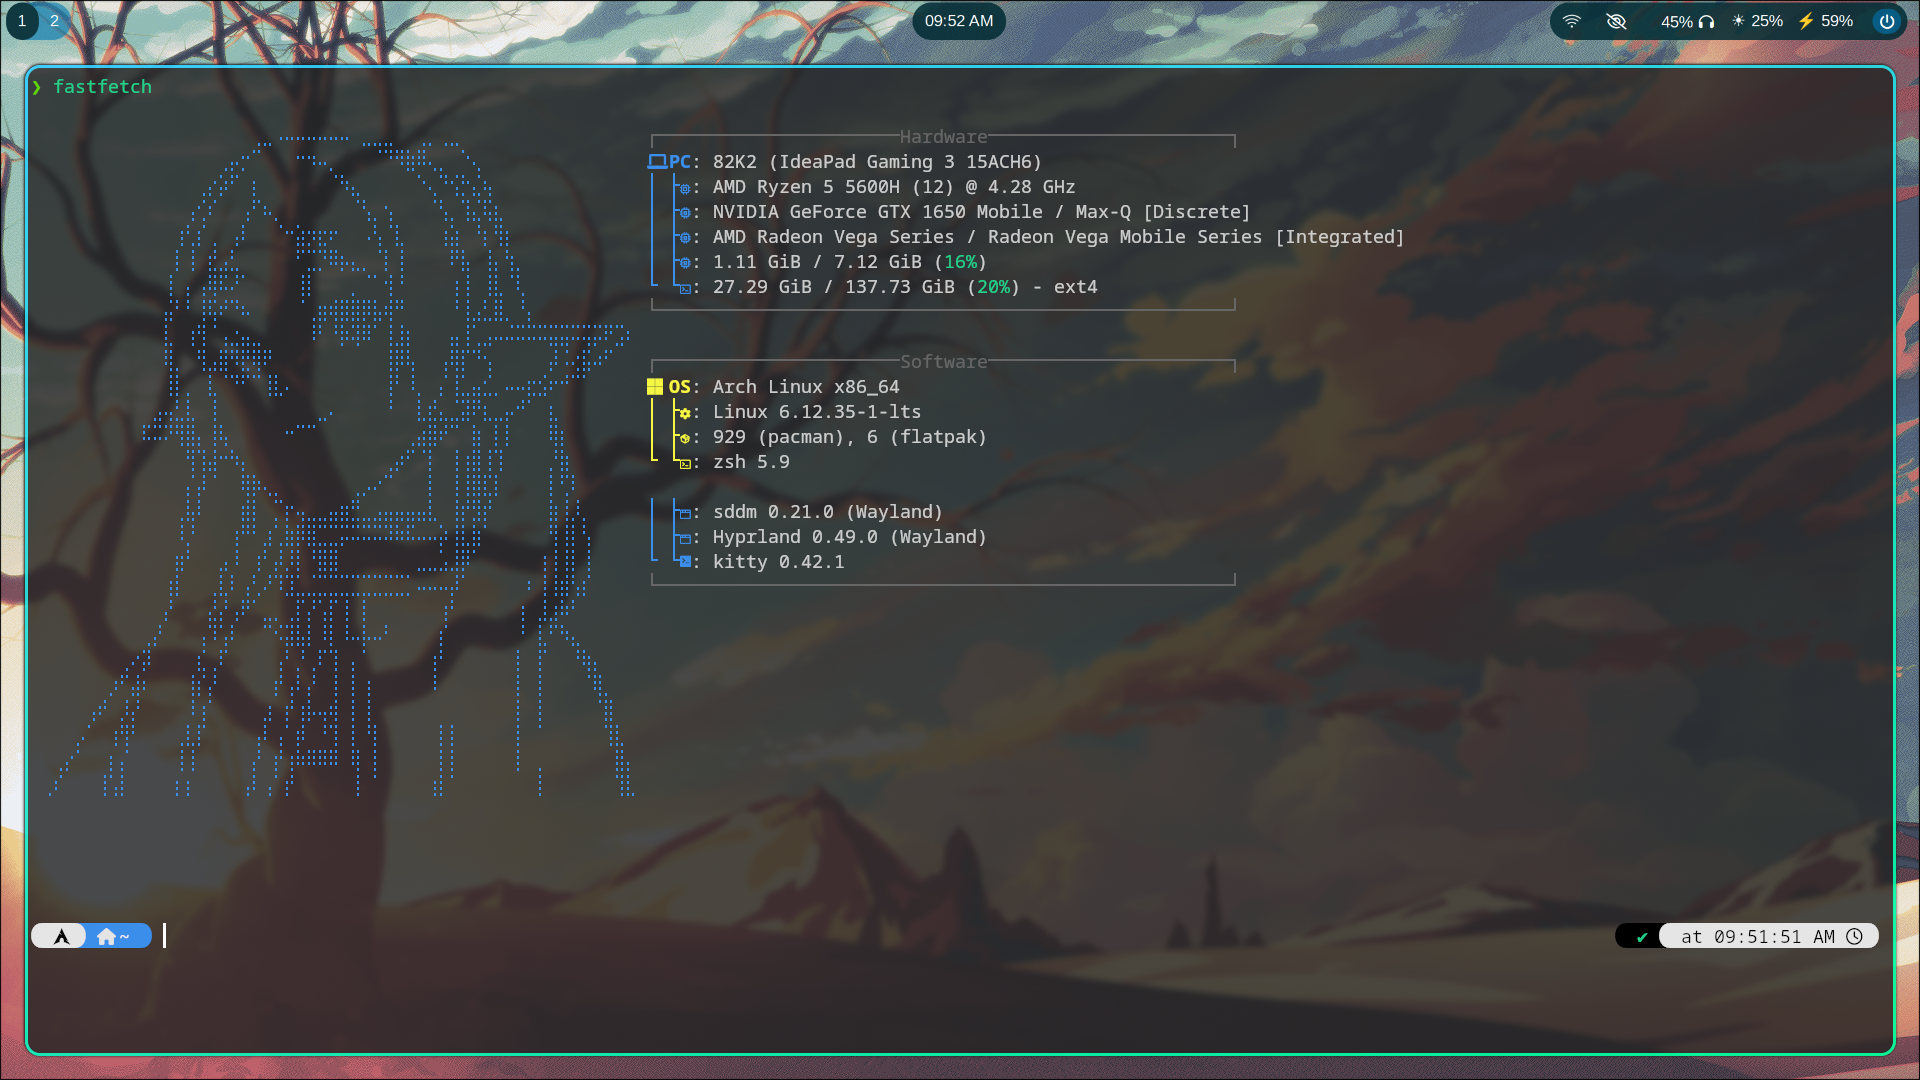 1 2
09:52 AM
45% 25% 59%
❯ fastfetch
Hardware
PC: 82K2 (IdeaPad Gaming 3 15ACH6)
: AMD Ryzen 5 5600H (12) @ 4.28 GHz
: NVIDIA GeForce GTX 1650 Mobile / Max-Q [Discrete]
: AMD Radeon Vega Series / Radeon Vega Mobile Series [Integrated]
: 1.11 GiB / 7.12 GiB (16%)
: 27.29 GiB / 137.73 GiB (20%) - ext4
Software
OS: Arch Linux x86_64
: Linux 6.12.35-1-lts
: 929 (pacman), 6 (flatpak)
: zsh 5.9
: sddm 0.21.0 (Wayland)
: Hyprland 0.49.0 (Wayland)
: kitty 0.42.1
~
✔ at 09:51:51 AM